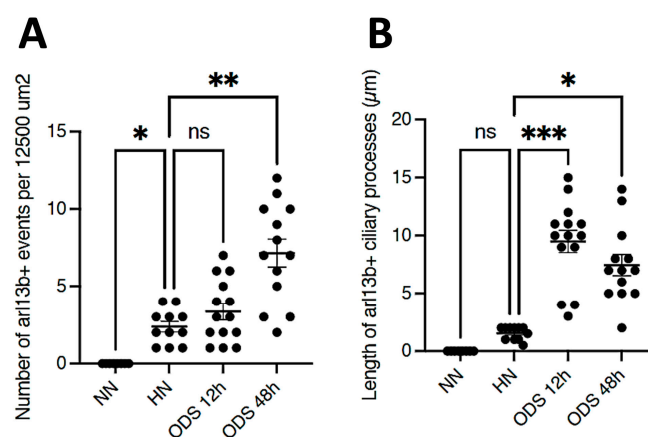 A
B
Number of arl13b+ events per 12500 um2
15
10
5
0
*
**
ns
NN
HN
ODS 12h
ODS 48h
Length of arl13b+ ciliary processes (µm)
20
15
10
5
0
ns
***
*
NN
HN
ODS 12h
ODS 48h